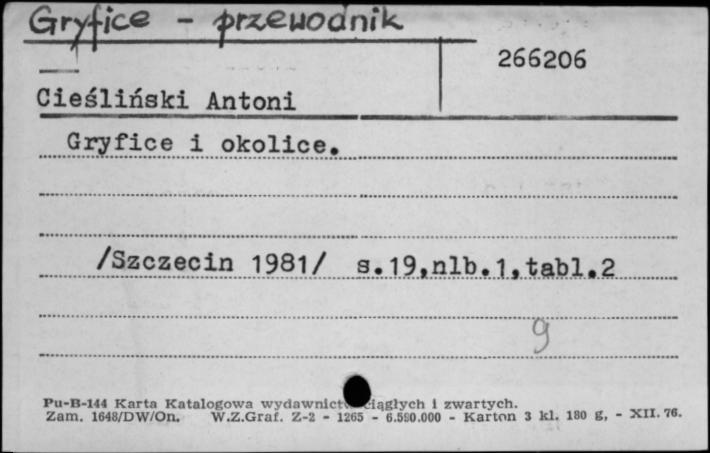 Gryfice - przewodnik
266206
Cieśliński Antoni
Gryfice i okolice.
/Szczecin 1981/ s.19,nlb.1,tabl.2
9
Pu-B-144 Karta Katalogowa wydawnictw ciągłych i zwartych.
Zam. 1648/DW/On. W.Z.Graf. Z-2 - 1265 - 6.590.000 - Karton 3 kl. 180 g, - XII. 76.